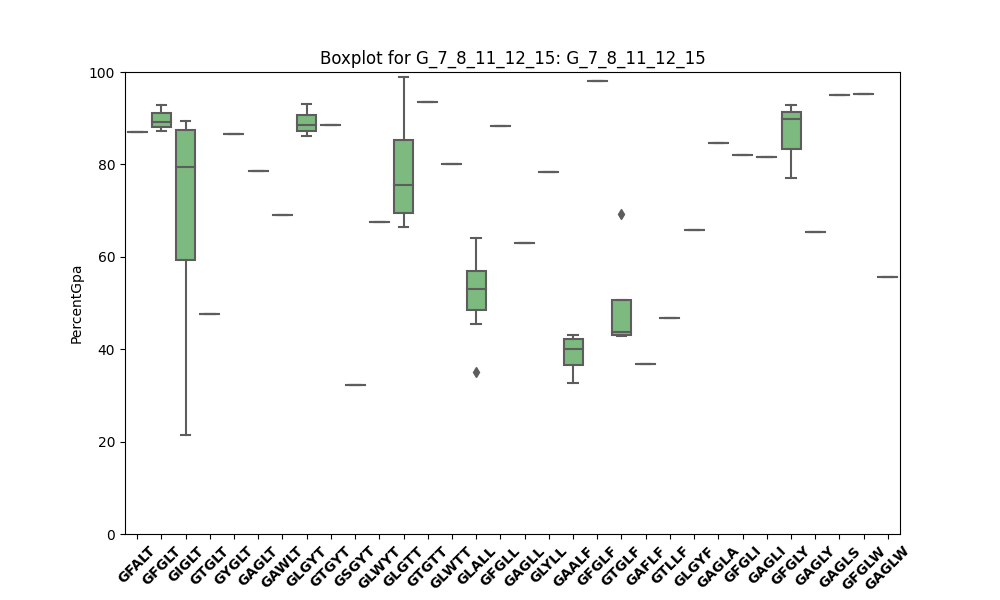 Boxplot for G_7_8_11_12_15: G_7_8_11_12_15
PercentGpa
100
80
60
40
20
0
GFALT
GFGLT
GIGLT
GTGLT
GYGLT
GAGLT
GAWLT
GLGYT
GTGYT
GSGYT
GLWYT
GLGTT
GTGTT
GLWTT
GLALL
GFGLL
GAGLL
GLYLL
GAALF
GFGLF
GTGLF
GAFLF
GTLLF
GLGYF
GAGLA
GFGLI
GAGLI
GFGLY
GAGLY
GAGLS
GFGLW
GAGLW